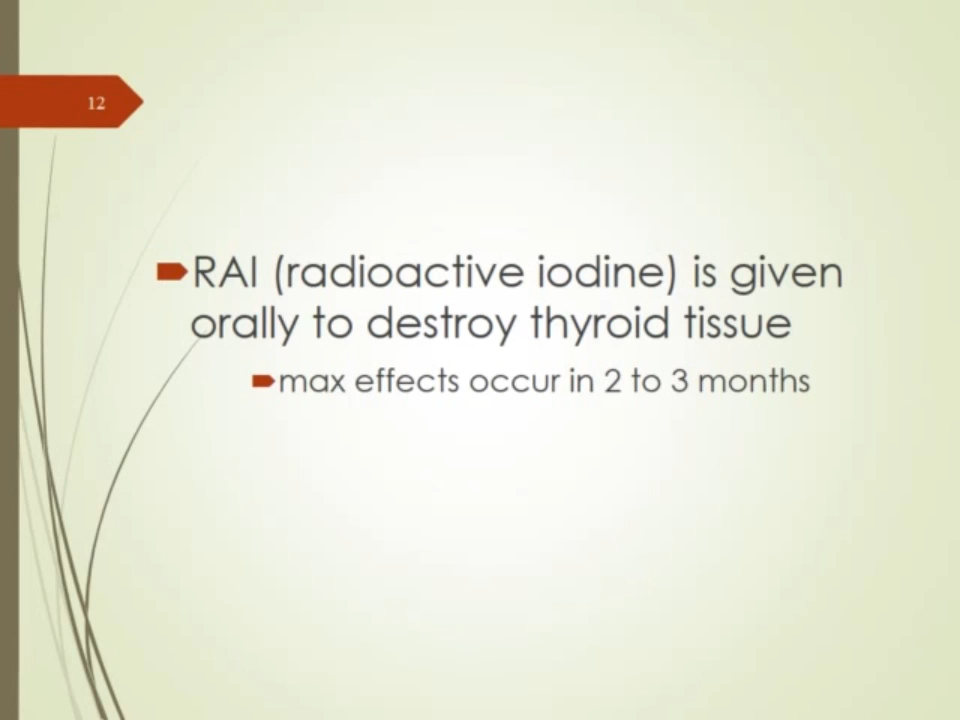 12
RAI (radioactive iodine) is given
orally to destroy thyroid tissue
max effects occur in 2 to 3 months